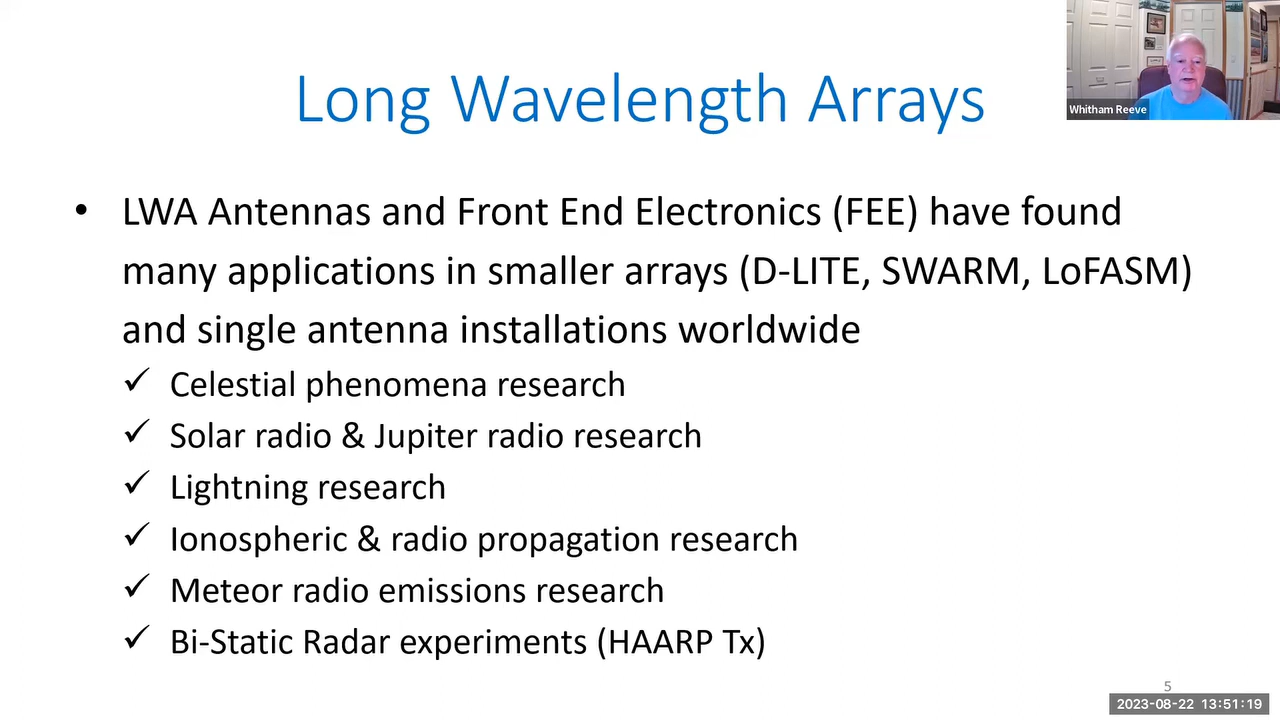 Long Wavelength Arrays
Whitham Reeve
• LWA Antennas and Front End Electronics (FEE) have found
many applications in smaller arrays (D-LITE, SWARM, LoFASM)
and single antenna installations worldwide
✓ Celestial phenomena research
✓ Solar radio & Jupiter radio research
✓ Lightning research
✓ Ionospheric & radio propagation research
✓ Meteor radio emissions research
✓ Bi-Static Radar experiments (HAARP Tx)
5
2023-08-22 13:51:19